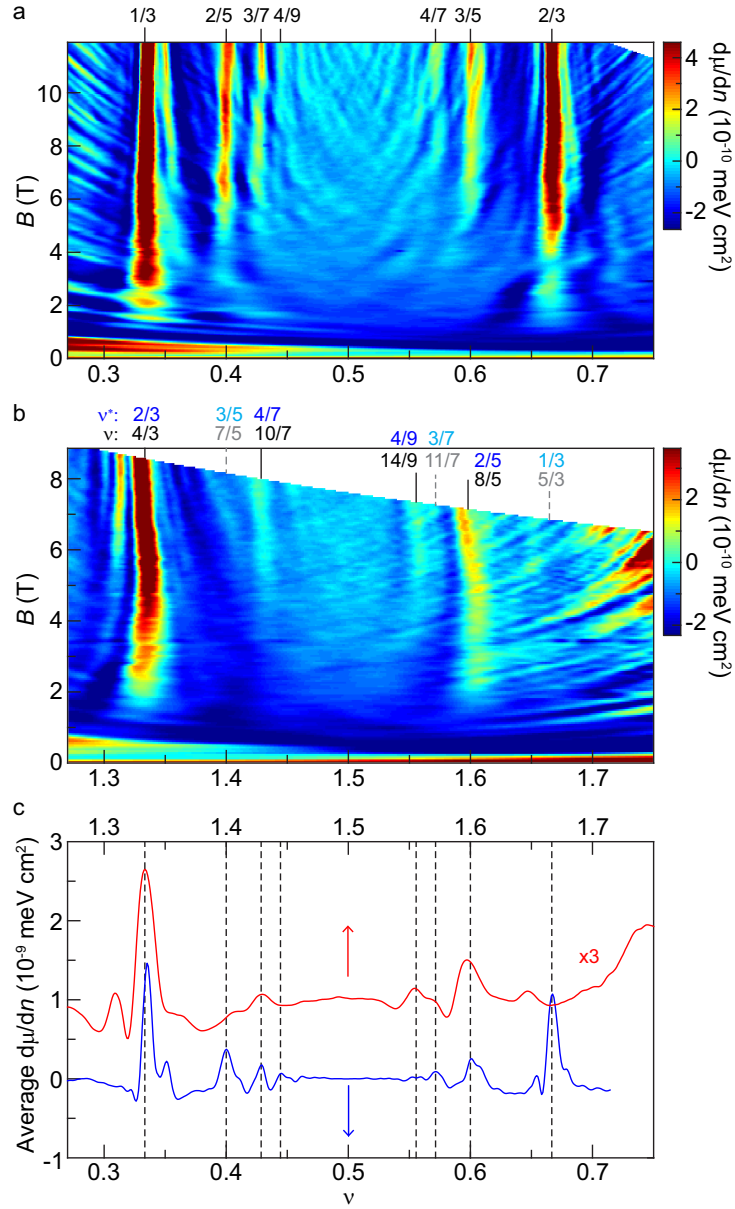 a
1/3 2/5 3/7 4/9 4/7 3/5 2/3
10
8
6
4
2
0
B (T)
0.3 0.4 0.5 0.6 0.7
4
2
0
-2
dμ/dn (10⁻¹⁰ meV cm²)
b
ν*: 2/3 3/5 4/7 4/9 3/7 2/5 1/3
ν: 4/3 7/5 10/7 14/9 11/7 8/5 5/3
8
6
4
2
0
B (T)
1.3 1.4 1.5 1.6 1.7
2
0
-2
dμ/dn (10⁻¹⁰ meV cm²)
c
1.3 1.4 1.5 1.6 1.7
3
2
1
0
-1
Average dμ/dn (10⁻⁹ meV cm²)
x3
0.3 0.4 0.5 0.6 0.7
ν